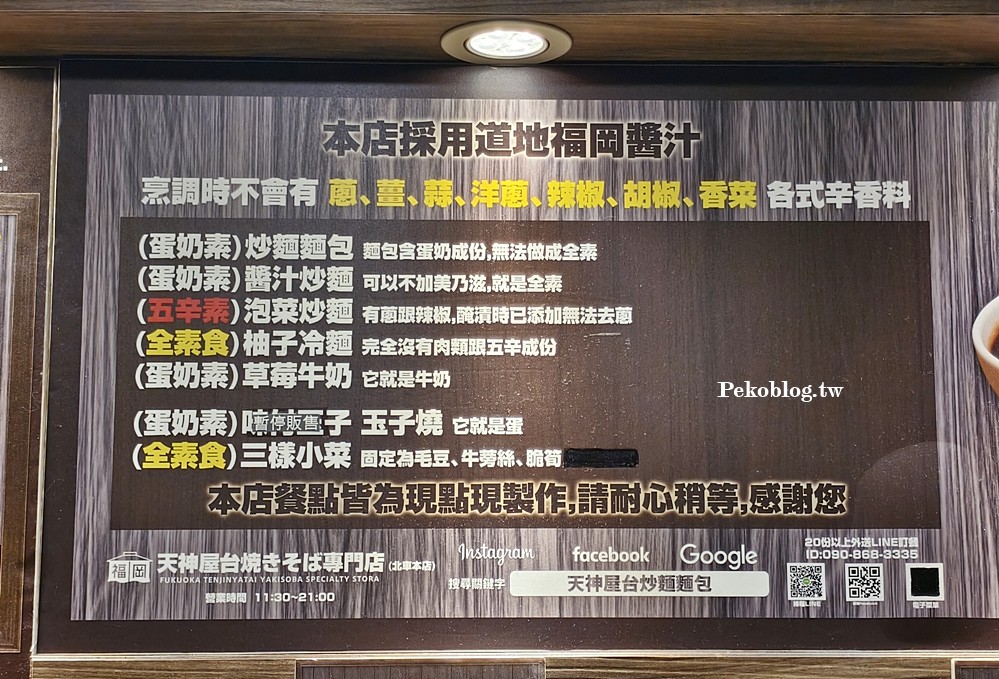 本店採用道地福岡醬汁
烹調時不會有 蔥、薑、蒜、洋蔥、辣椒、胡椒、香菜 各式辛香料
(蛋奶素)炒麵麵包 麵包含蛋奶成份,無法做成全素
(蛋奶素)醬汁炒麵 可以不加美乃滋,就是全素
(五辛素)泡菜炒麵 有蔥跟辣椒,醃漬時已添加無法去蔥
(全素食)柚子冷麵 完全沒有肉類跟五辛成份
(蛋奶素)草莓牛奶 它就是牛奶
Pekoblog.tw
(蛋奶素) 暫停販售 子 玉子燒 它就是蛋
(全素食)三樣小菜 固定為毛豆、牛蒡絲、脆筍
本店餐點皆為現點現製作,請耐心稍等,感謝您
福岡 天神屋台焼きそば專門店 (北車本店)
FUKUOKA TENJINYATAI YAKISOBA SPECIALTY STORA
營業時間 11:30~21:00
Instagram facebook Google
搜尋關鍵字 天神屋台炒麵麵包
20份以上外送LINE訂餐
ID:090-868-3335
電子菜單